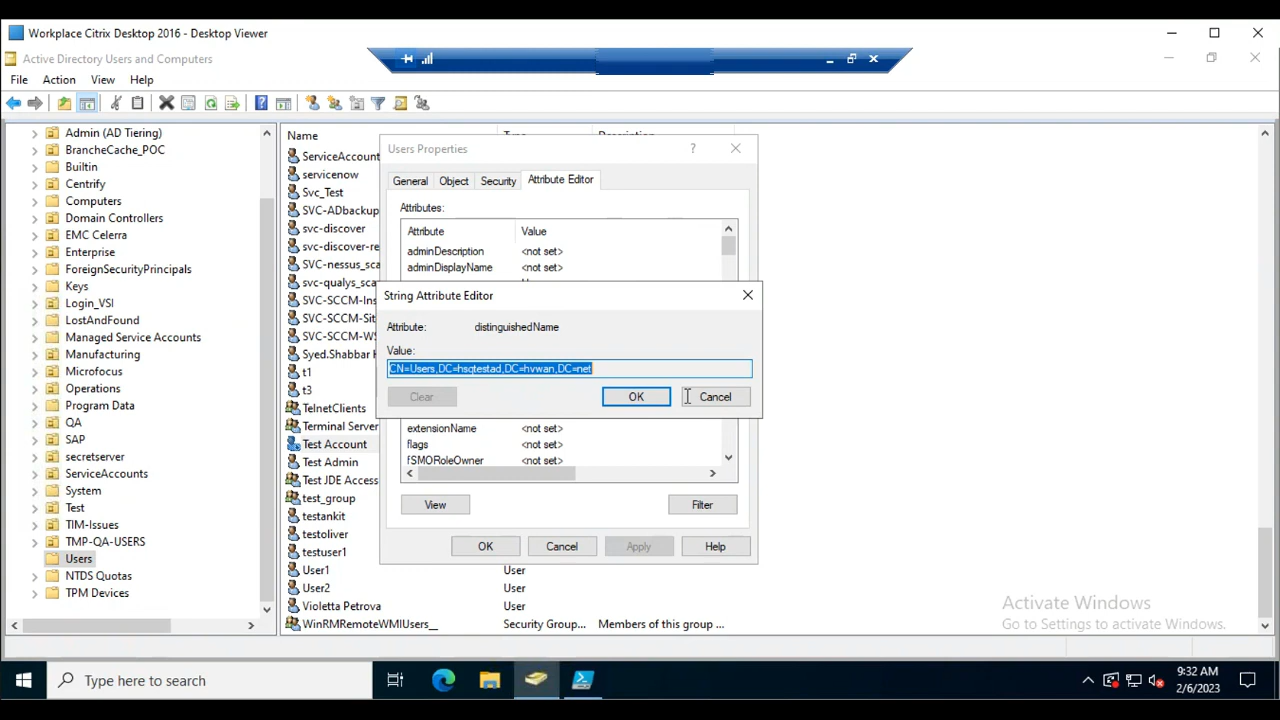 Workplace Citrix Desktop 2016 - Desktop Viewer
Active Directory Users and Computers
File Action View Help
Admin (AD Tiering)
BrancheCache_POC
Builtin
Centrify
Computers
Domain Controllers
EMC Celerra
Enterprise
ForeignSecurityPrincipals
Keys
Login_VSI
LostAndFound
Managed Service Accounts
Manufacturing
Microfocus
Operations
Program Data
QA
SAP
secretserver
ServiceAccounts
System
Test
TIM-Issues
TMP-QA-USERS
Users
NTDS Quotas
TPM Devices
Name Type Description
ServiceAccount
servicenow
Svc_Test
SVC-ADbackup
svc-discover
svc-discover-re
SVC-nessus_sca
svc-qualys_sca
SVC-SCCM-Ins
SVC-SCCM-Sit
SVC-SCCM-WS
Syed.Shabbar H
t1
t3
TelnetClients
Terminal Server
Test Account
Test Admin
Test JDE Access
test_group
testankit
testoliver
testuser1
User1 User
User2 User
Violetta Petrova User
WinRMRemoteWMIUsers__ Security Group... Members of this group ...
Users Properties ?
General Object Security Attribute Editor
Attributes:
Attribute Value
adminDescription <not set>
adminDisplayName <not set>
String Attribute Editor
Attribute: distinguishedName
Value:
CN=Users,DC=hsqtestad,DC=hvwan,DC=net
Clear OK Cancel
extensionName <not set>
flags <not set>
fSMORoleOwner <not set>
View Filter
OK Cancel Apply Help
Activate Windows
Go to Settings to activate Windows.
Type here to search
9:32 AM
2/6/2023